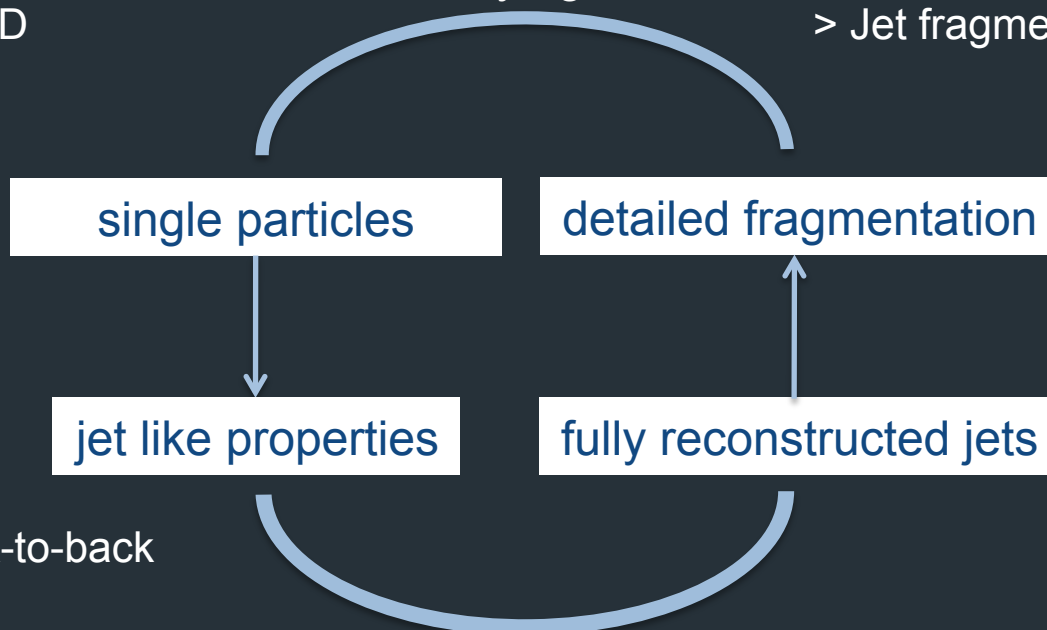 D
> Jet fragme
single particles
detailed fragmentation
jet like properties
fully reconstructed jets
-to-back